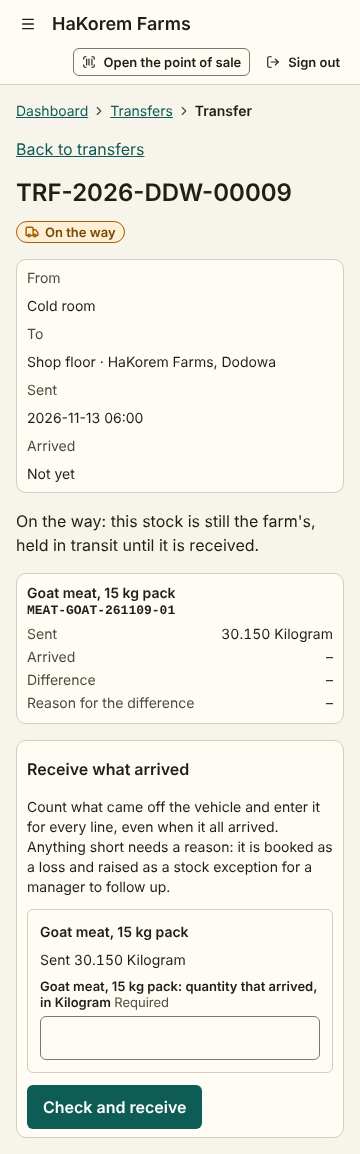 HaKorem Farms
Open the point of sale
Sign out
Dashboard > Transfers > Transfer
Back to transfers
TRF-2026-DDW-00009
On the way
From
Cold room
To
Shop floor · HaKorem Farms, Dodowa
Sent
2026-11-13 06:00
Arrived
Not yet
On the way: this stock is still the farm's,
held in transit until it is received.
Goat meat, 15 kg pack
MEAT-GOAT-261109-01
Sent 30.150 Kilogram
Arrived –
Difference –
Reason for the difference –
Receive what arrived
Count what came off the vehicle and enter it
for every line, even when it all arrived.
Anything short needs a reason: it is booked as
a loss and raised as a stock exception for a
manager to follow up.
Goat meat, 15 kg pack
Sent 30.150 Kilogram
Goat meat, 15 kg pack: quantity that arrived,
in Kilogram Required
Check and receive